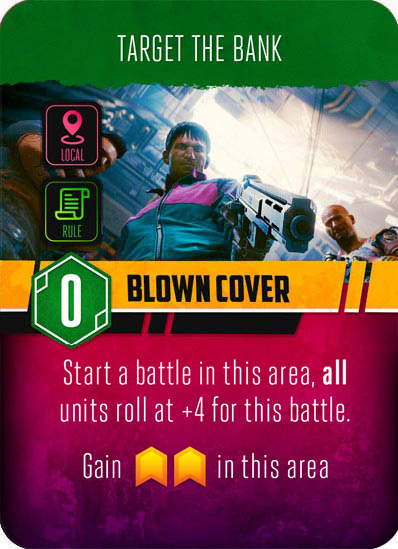 TARGET THE BANK
LOCAL
RULE
0
BLOWN COVER
Start a battle in this area, all
units roll at +4 for this battle.
Gain in this area